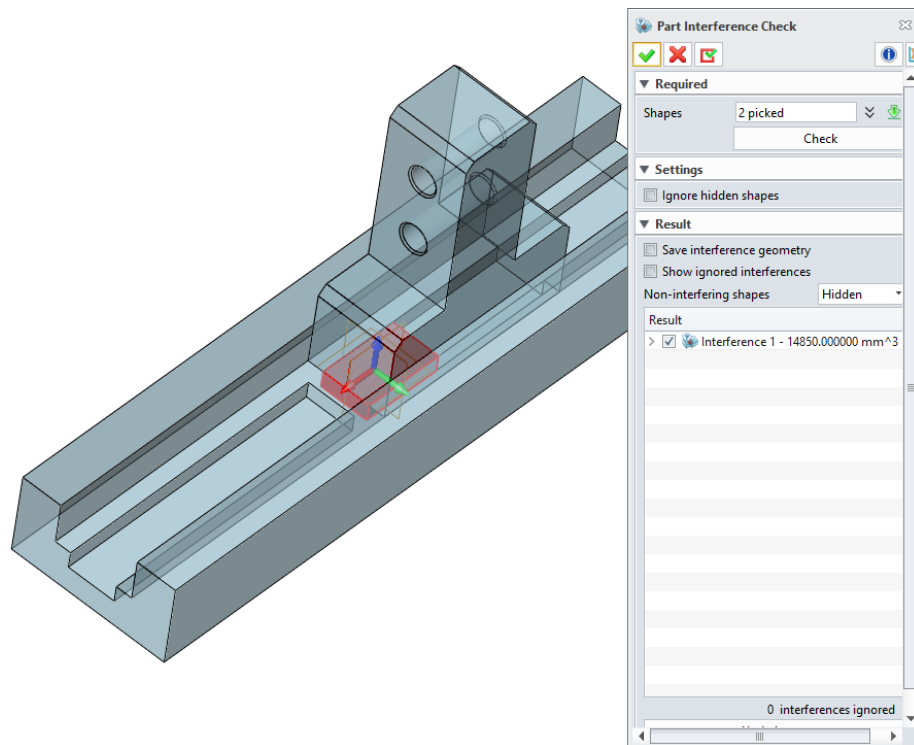 Part Interference Check
Required
Shapes 2 picked
Check
Settings
Ignore hidden shapes
Result
Save interference geometry
Show ignored interferences
Non-interfering shapes Hidden
Result
Interference 1 - 14850.000000 mm^3
0 interferences ignored